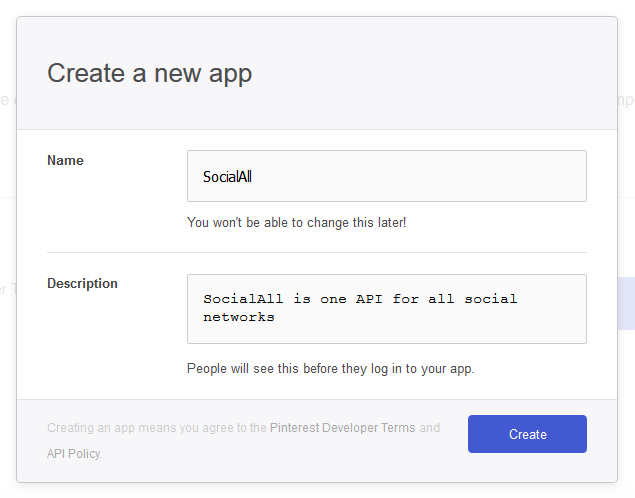 Create a new app
Name
SocialAll
You won't be able to change this later!
Description
SocialAll is one API for all social
networks
People will see this before they log in to your app.
Creating an app means you agree to the Pinterest Developer Terms and
API Policy.
Create